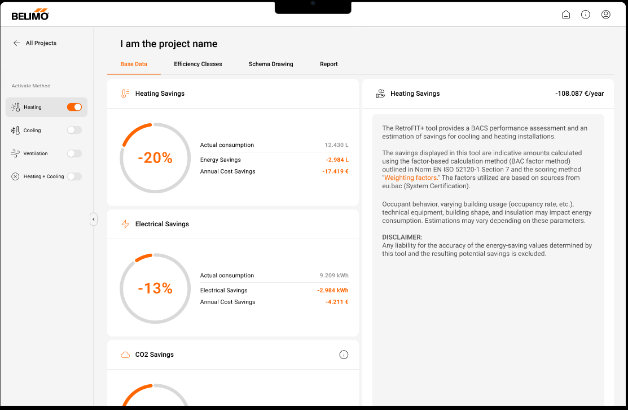 BELIMO
All Projects
I am the project name
Base Data
Efficiency Classes
Schema Drawing
Report
Activate Method
Heating
Cooling
Ventilation
Heating + Cooling
Heating Savings
-20%
Actual consumption
12.430 L
Energy Savings
-2.984 L
Annual Cost Savings
-17.419 €
Electrical Savings
-13%
Actual consumption
9.209 kWh
Electrical Savings
-2.984 kWh
Annual Cost Savings
-4.211 €
CO2 Savings
Heating Savings
-108.087 €/year
The RetroFIT+ tool provides a DACS performance assessment and an
estimation of savings for cooling and heating installations.
The savings displayed in this tool are indicative amounts calculated
using the factor-based calculation method (BAC factor method)
outlined in Norm EN ISO 52120-1 Section 7 and the scoring method
"Weighting factors." The factors utilized are based on sources from
eu.bac (System Certification).
Occupant behavior, varying building usage (occupancy rate, etc.),
technical equipment, building shape, and insulation may impact energy
consumption. Estimations may vary depending on these parameters.
DISCLAIMER:
Any liability for the accuracy of the energy-saving values determined by
this tool and the resulting potential savings is excluded.